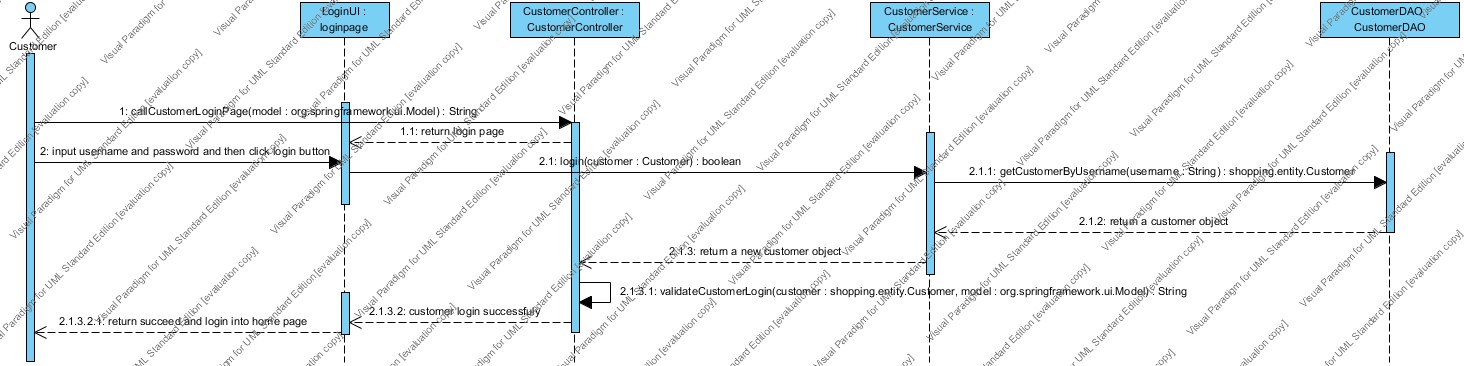 LoginUI :
loginpage
CustomerController :
CustomerController
CustomerService :
CustomerService
CustomerDAO :
CustomerDAO
Customer
1: callCustomerLoginPage(model : org.springframework.ui.Model) : String
1.1: return login page
2: input username and password and then click login button
2.1: login(customer : Customer) : boolean
2.1.1: getCustomerByUsername(username : String) : shopping.entity.Customer
2.1.2: return a customer object
2.1.3: return a new customer object
2.1.3.1: validateCustomerLogin(customer : shopping.entity.Customer, model : org.springframework.ui.Model) : String
2.1.3.2: customer login successfuly
2.1.3.2.1: return succeed and login into home page
Visual Paradigm for UML Standard Edition [evaluation copy]